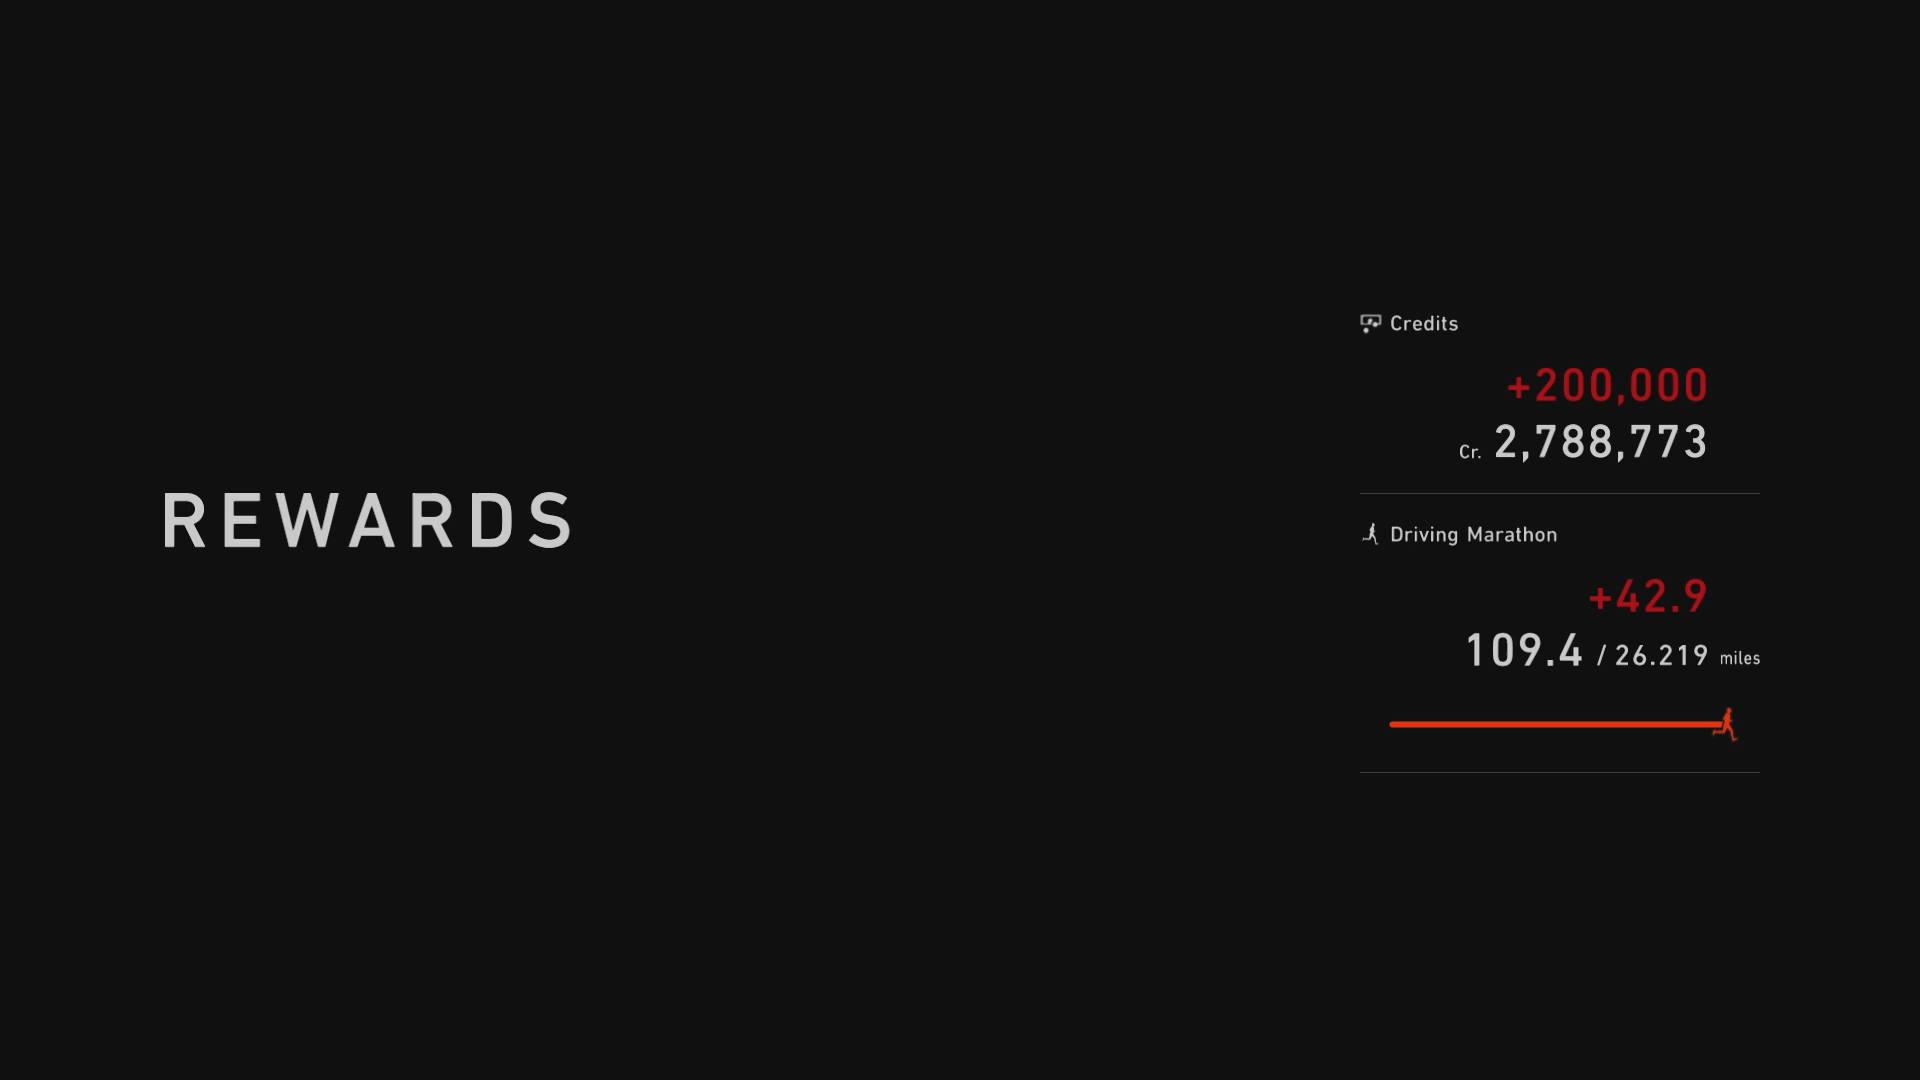 REWARDS
Credits
+200,000
Cr. 2,788,773
Driving Marathon
+42.9
109.4 / 26.219 miles